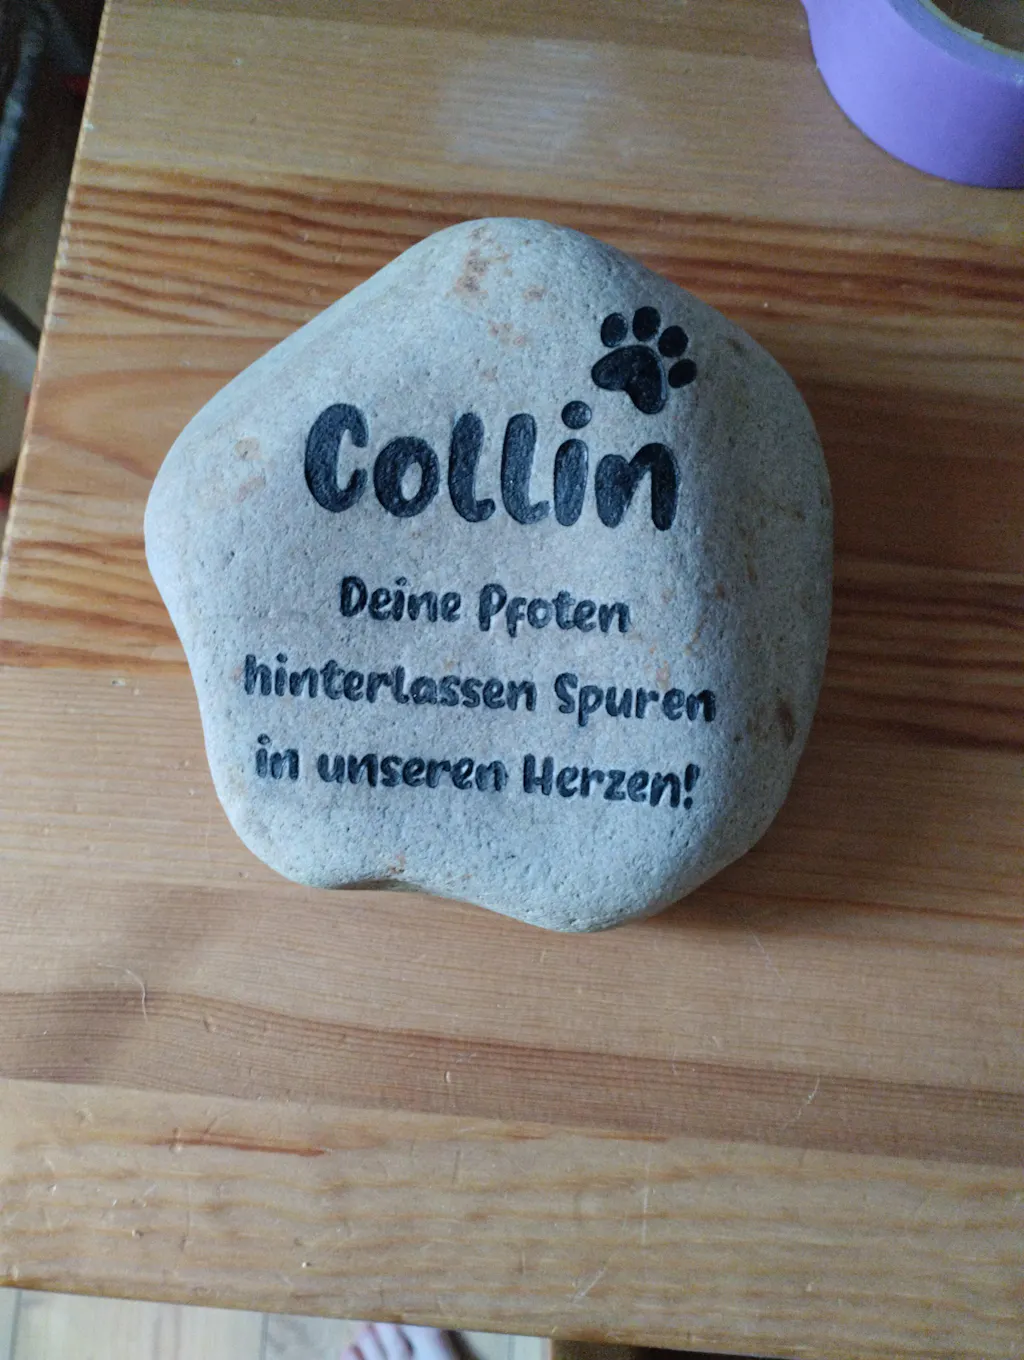 Collin
Deine Pfoten
hinterlassen Spuren
in unseren Herzen!